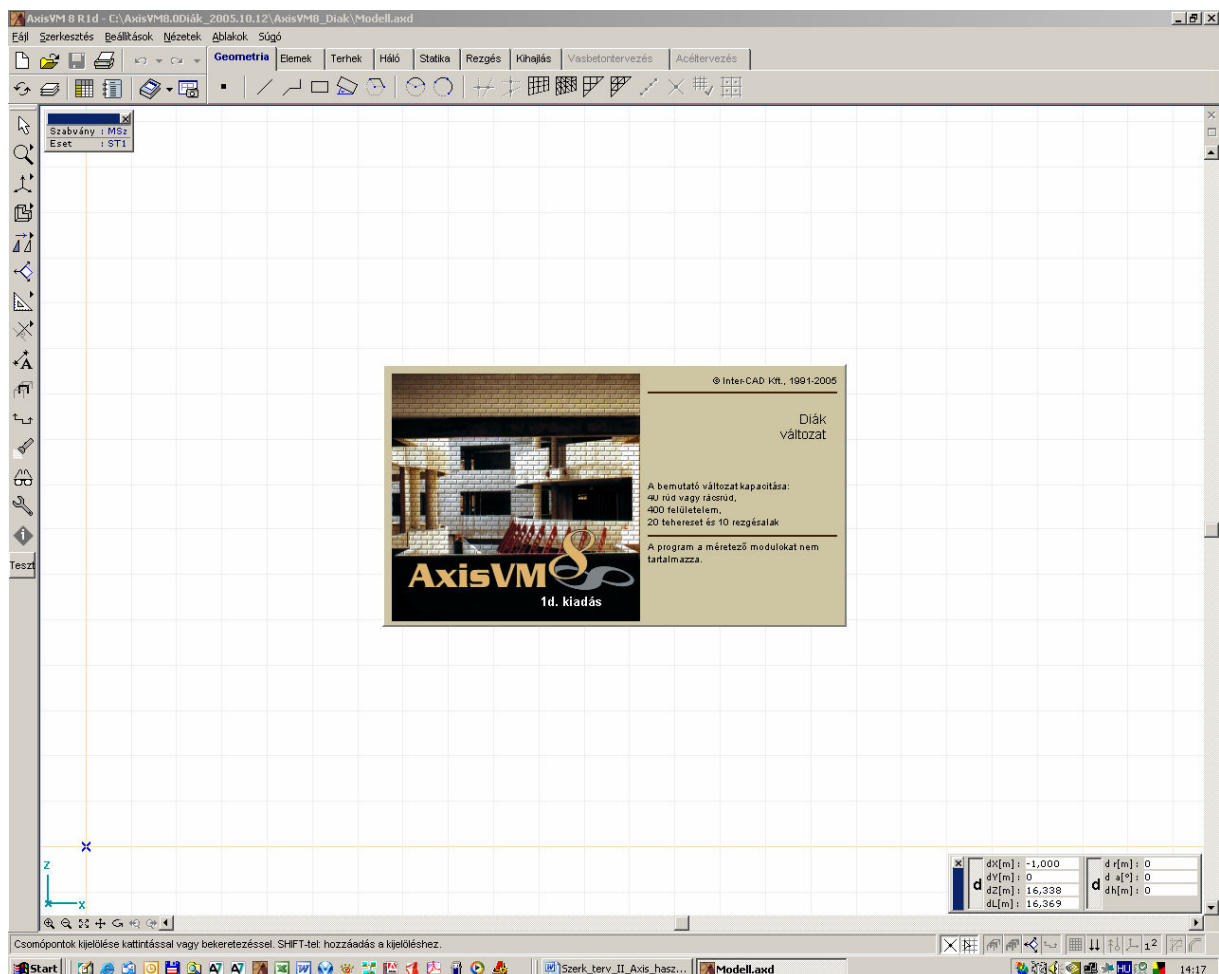 AxisVM 8 R1d - C:\AxisVM8.0Diák_2005.10.12\AxisVM8_Diak\Modell.axd
Fájl Szerkesztés Beállítások Nézetek Ablakok Súgó
Geometria Elemek Terhek Háló Statika Rezgés Kihajlás Vasbetontervezés Acéltervezés
Szabvány : MSz
Eset : ST1
© Inter-CAD Kft., 1991-2005
Diák
változat
A bemutató változat kapacitása:
40 rúd vagy rácsrúd,
400 felületelem,
20 tehereset és 10 rezgésalak
A program a méretező modulokat nem
tartalmazza.
AxisVM 8
1d. kiadás
Teszt
Z
X
dX[m] : -1,000
dY[m] : 0
dZ[m] : 16,338
dL[m] : 16,369
d
d r[m] : 0
d a[°] : 0
d h[m] : 0
d
Csomópontok kijelölése kattintással vagy bekeretezéssel. SHIFT-tel: hozzáadás a kijelöléshez.
Start Szerk_terv_II_Axis_hasz... Modell.axd HU 14:17